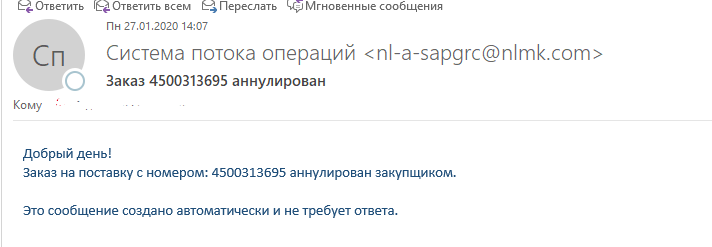 Ответить Ответить всем Переслать Мгновенные сообщения
Пн 27.01.2020 14:07
Сп
Система потока операций <nl-a-sapgrc@nlmk.com>
Заказ 4500313695 аннулирован
Кому
Добрый день!
Заказ на поставку с номером: 4500313695 аннулирован закупщиком.
Это сообщение создано автоматически и не требует ответа.